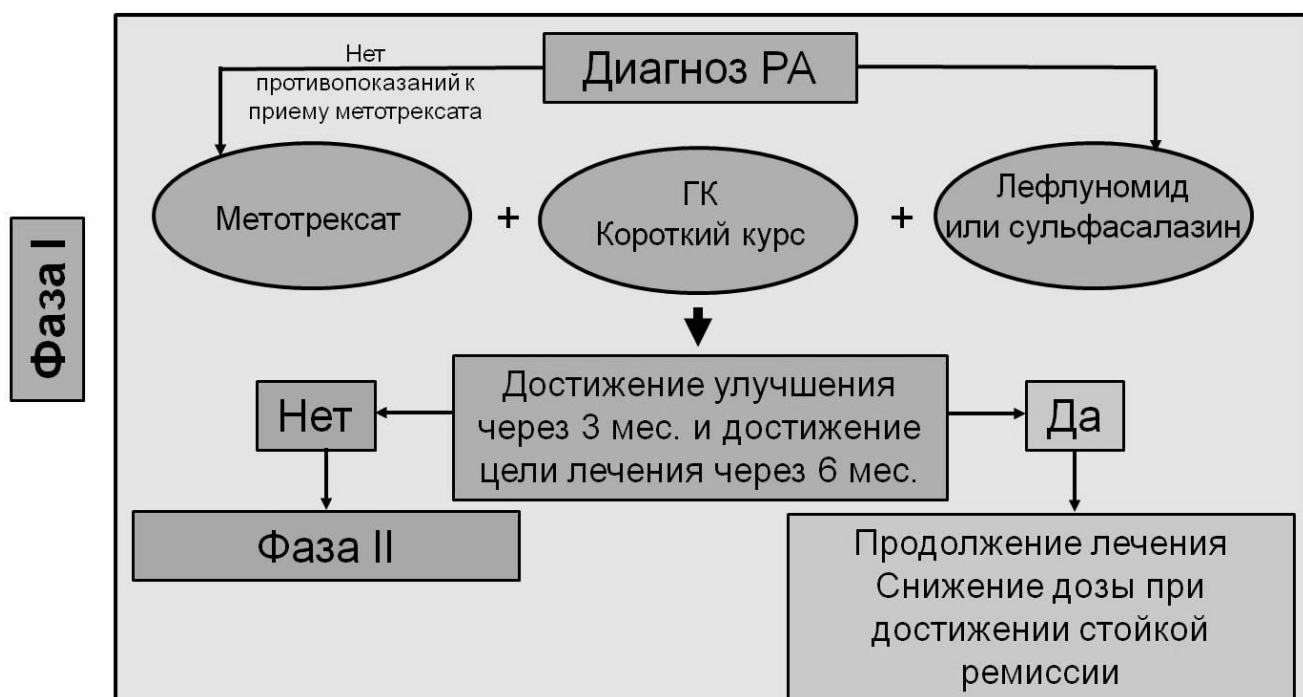 Фаза I
Диагноз РА
Нет
противопоказаний к
приему метотрексата
Метотрексат
+
ГК
Короткий курс
+
Лефлуномид
или сульфасалазин
Достижение улучшения
через 3 мес. и достижение
цели лечения через 6 мес.
Нет
Да
Фаза II
Продолжение лечения
Снижение дозы при
достижении стойкой
ремиссии